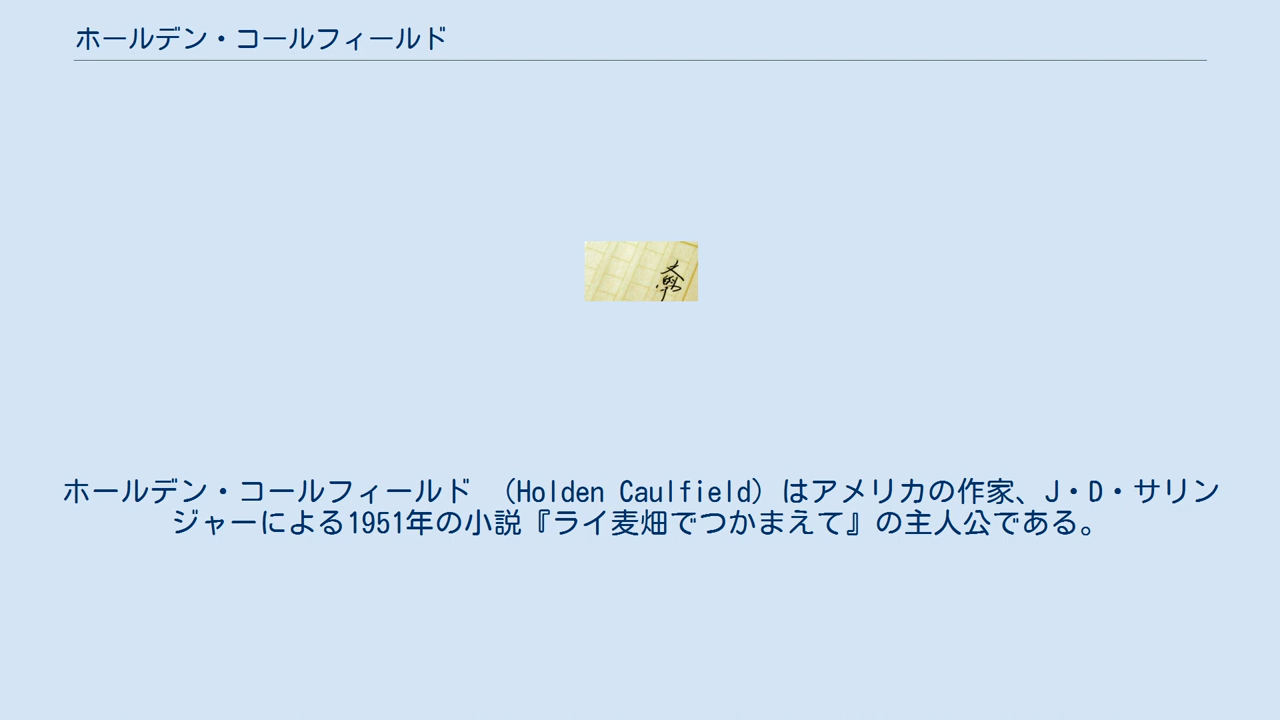 ホールデン・コールフィールド
ホールデン・コールフィールド （Holden Caulfield）はアメリカの作家、J・D・サリン
ジャーによる1951年の小説『ライ麦畑でつかまえて』の主人公である。